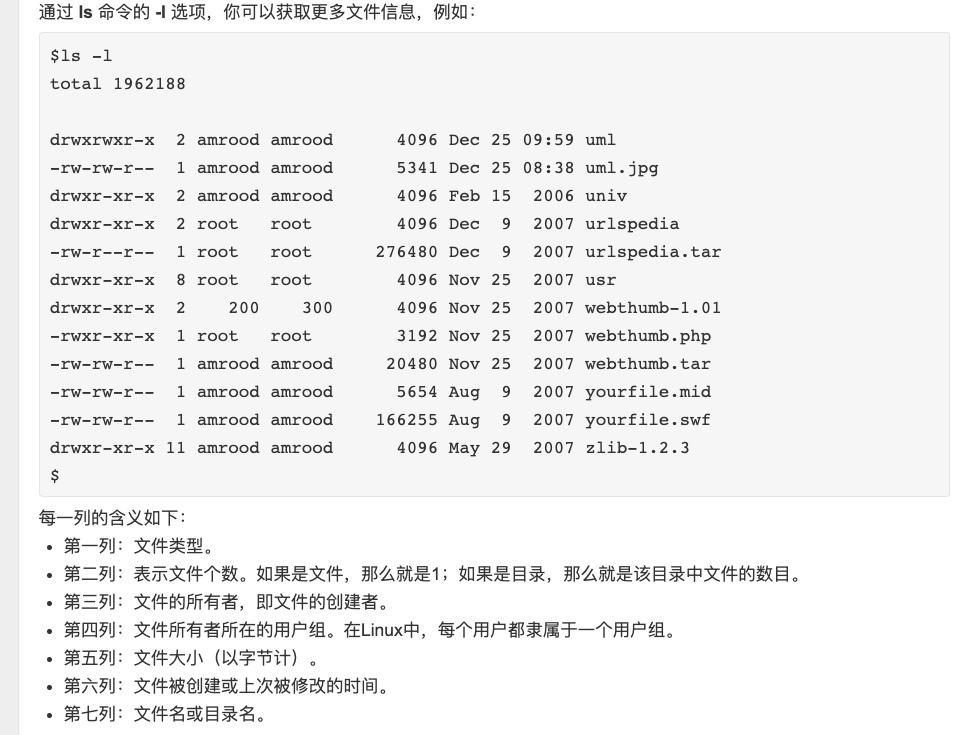 通过 ls 命令的 -l 选项，你可以获取更多文件信息，例如：
$ls -l
total 1962188
drwxrwxr-x  2 amrood amrood      4096 Dec 25 09:59 uml
-rw-rw-r--  1 amrood amrood      5341 Dec 25 08:38 uml.jpg
drwxr-xr-x  2 amrood amrood      4096 Feb 15  2006 univ
drwxr-xr-x  2 root   root        4096 Dec  9  2007 urlspedia
-rw-r--r--  1 root   root      276480 Dec  9  2007 urlspedia.tar
drwxr-xr-x  8 root   root        4096 Nov 25  2007 usr
drwxr-xr-x  2    200    300      4096 Nov 25  2007 webthumb-1.01
-rwxr-xr-x  1 root   root        3192 Nov 25  2007 webthumb.php
-rw-rw-r--  1 amrood amrood     20480 Nov 25  2007 webthumb.tar
-rw-rw-r--  1 amrood amrood      5654 Aug  9  2007 yourfile.mid
-rw-rw-r--  1 amrood amrood    166255 Aug  9  2007 yourfile.swf
drwxr-xr-x 11 amrood amrood      4096 May 29  2007 zlib-1.2.3
$
每一列的含义如下：
• 第一列：文件类型。
• 第二列：表示文件个数。如果是文件，那么就是1；如果是目录，那么就是该目录中文件的数目。
• 第三列：文件的所有者，即文件的创建者。
• 第四列：文件所有者所在的用户组。在Linux中，每个用户都隶属于一个用户组。
• 第五列：文件大小（以字节计）。
• 第六列：文件被创建或上次被修改的时间。
• 第七列：文件名或目录名。